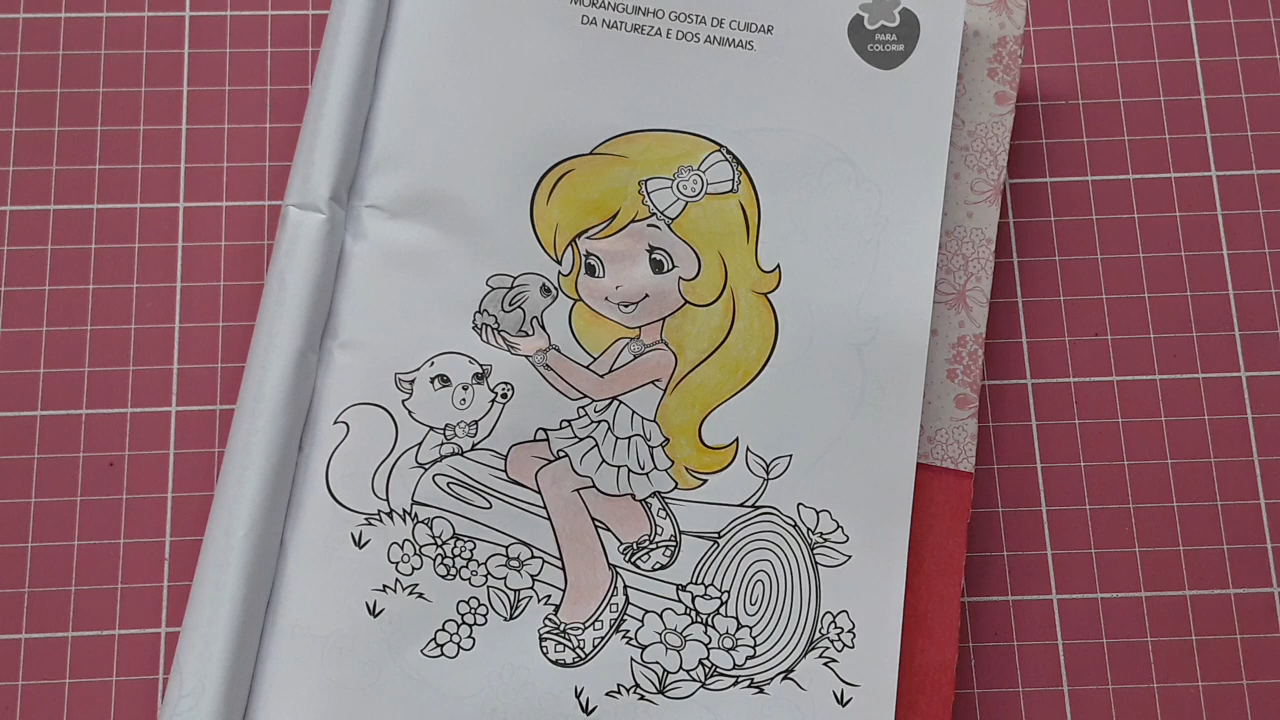 MORANGUINHO GOSTA DE CUIDAR
DA NATUREZA E DOS ANIMAIS.
PARA
COLORIR